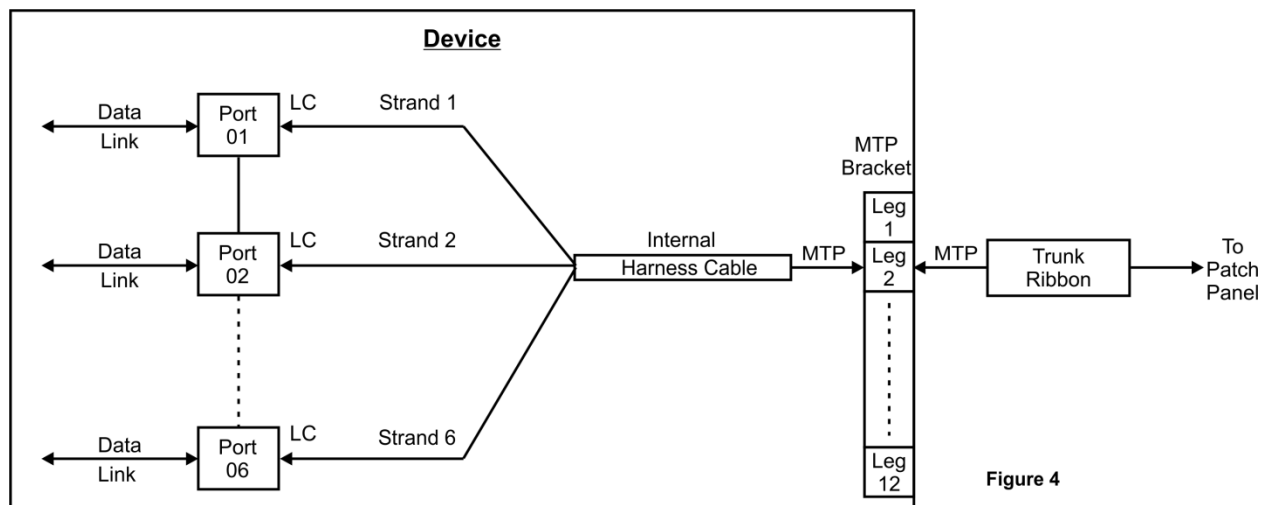 Device
Data
Link
Port
01
LC
Strand 1
MTP
Bracket
Leg
1
Data
Link
Port
02
LC
Strand 2
Internal
Harness Cable
MTP
Leg
2
MTP
Trunk
Ribbon
To
Patch
Panel
Data
Link
Port
06
LC
Strand 6
Leg
12
Figure 4